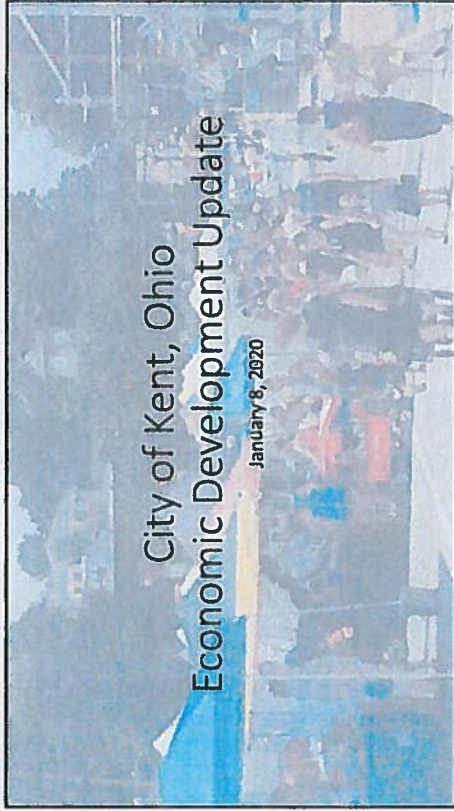 City of Kent, Ohio
Economic Development Update
January 8, 2020